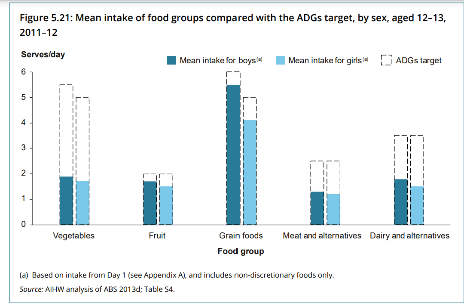 Figure 5.21: Mean intake of food groups compared with the ADGs target, by sex, aged 12–13,
2011–12
Serves/day
Mean intake for boys(a) Mean intake for girls(a) ADGs target
6
5
4
3
2
1
0
Vegetables Fruit Grain foods Meat and alternatives Dairy and alternatives
Food group
(a) Based on intake from Day 1 (see Appendix A), and includes non-discretionary foods only.
Source: AIHW analysis of ABS 2013d; Table S4.